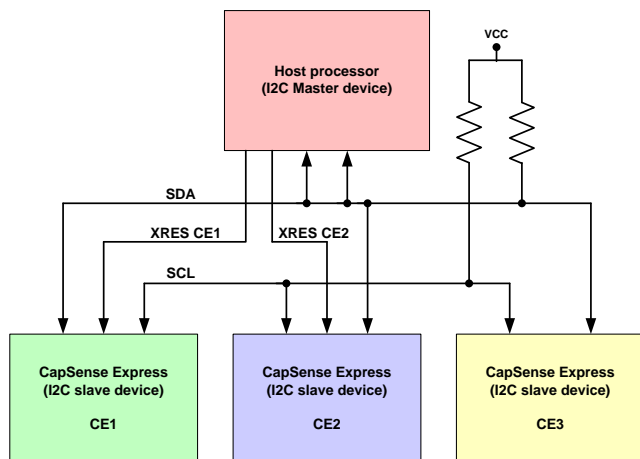 VCC
Host processor
(I2C Master device)
SDA
XRES CE1
XRES CE2
SCL
CapSense Express
(I2C slave device)
CE1
CapSense Express
(I2C slave device)
CE2
CapSense Express
(I2C slave device)
CE3